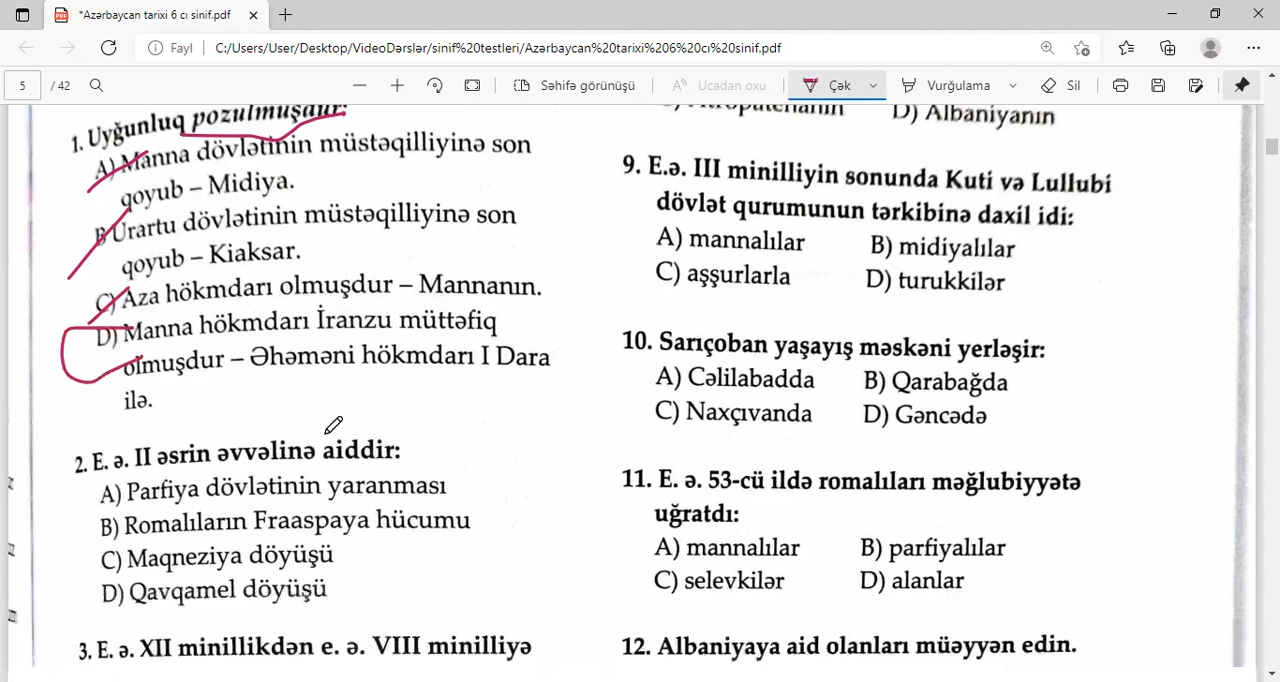 *Azərbaycan tarixi 6 cı sinif.pdf
Fayl
C:/Users/User/Desktop/VideoDərslər/sinif%20testleri/Azərbaycan%20tarixi%206%20cı%20sinif.pdf
5 / 42
Səhifə görünüşü
Ucadan oxu
Çək
Vurğulama
Sil
1. Uyğunluq pozulmuşdur:
A) Manna dövlətinin müstəqilliyinə son
qoyub – Midiya.
B) Urartu dövlətinin müstəqilliyinə son
qoyub – Kiaksar.
C) Aza hökmdarı olmuşdur – Mannanın.
D) Manna hökmdarı İranzu müttəfiq
olmuşdur – Əhəməni hökmdarı I Dara
ilə.
2. E. ə. II əsrin əvvəlinə aiddir:
A) Parfiya dövlətinin yaranması
B) Romalıların Fraaspaya hücumu
C) Maqneziya döyüşü
D) Qavqamel döyüşü
3. E. ə. XII minillikdən e. ə. VIII minilliyə
D) Albaniyanın
9. E.ə. III minilliyin sonunda Kuti və Lullubi
dövlət qurumunun tərkibinə daxil idi:
A) mannalılar B) midiyalılar
C) aşşurlarla D) turukkilər
10. Sarıçoban yaşayış məskəni yerləşir:
A) Cəlilabadda B) Qarabağda
C) Naxçıvanda D) Gəncədə
11. E. ə. 53-cü ildə romalıları məğlubiyyətə
uğratdı:
A) mannalılar B) parfiyalılar
C) selevkilər D) alanlar
12. Albaniyaya aid olanları müəyyən edin.